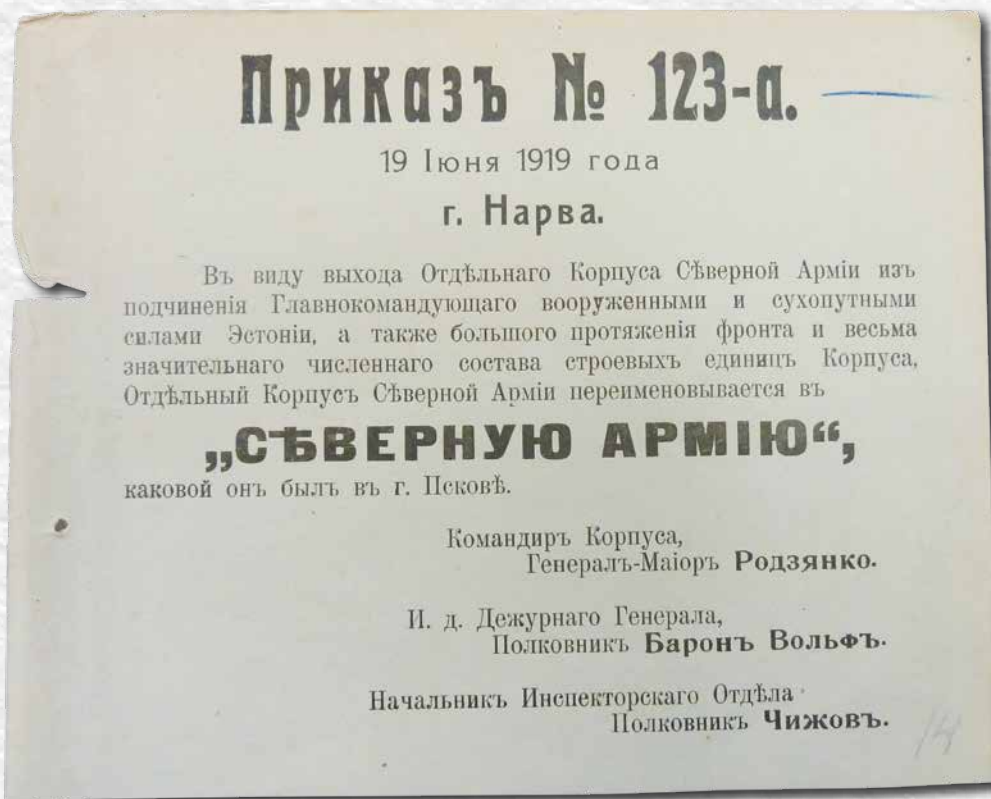 Приказъ № 123-а.
19 Іюня 1919 года
г. Нарва.
Въ виду выхода Отдѣльнаго Корпуса Сѣверной Арміи изъ
подчиненія Главнокомандующаго вооруженными и сухопутными
силами Эстоніи, а также большого протяженія фронта и весьма
значительнаго численнаго состава строевыхъ единицъ Корпуса,
Отдѣльный Корпусъ Сѣверной Арміи переименовывается въ
„СѢВЕРНУЮ АРМІЮ“,
каковой онъ былъ въ г. Псковѣ.
Командиръ Корпуса,
Генералъ-Маіоръ Родзянко.
И. д. Дежурнаго Генерала,
Полковникъ Баронъ Вольфъ.
Начальникъ Инспекторскаго Отдѣла
Полковникъ Чижовъ.
14